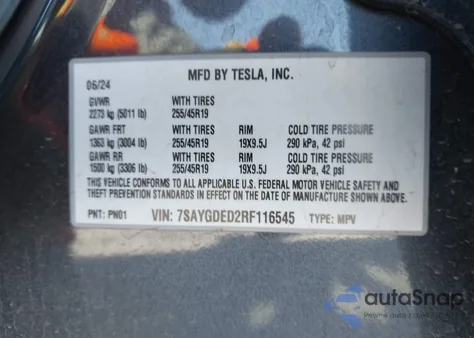 MFD BY TESLA, INC.
06/24
GVWR WITH TIRES
2273 kg (5011 lb) 255/45R19
GAWR FRT WITH TIRES RIM COLD TIRE PRESSURE
1363 kg (3004 lb) 255/45R19 19X9.5J 290 kPa, 42 psi
GAWR RR WITH TIRES RIM COLD TIRE PRESSURE
1500 kg (3306 lb) 255/45R19 19X9.5J 290 kPa, 42 psi
THIS VEHICLE CONFORMS TO ALL APPLICABLE U.S. FEDERAL MOTOR VEHICLE SAFETY AND
THEFT PREVENTION STANDARDS IN EFFECT ON THE DATE OF MANUFACTURE SHOWN ABOVE.
PNT: PN01 VIN: 7SAYGDED2RF116545 TYPE: MPV
autoSnap